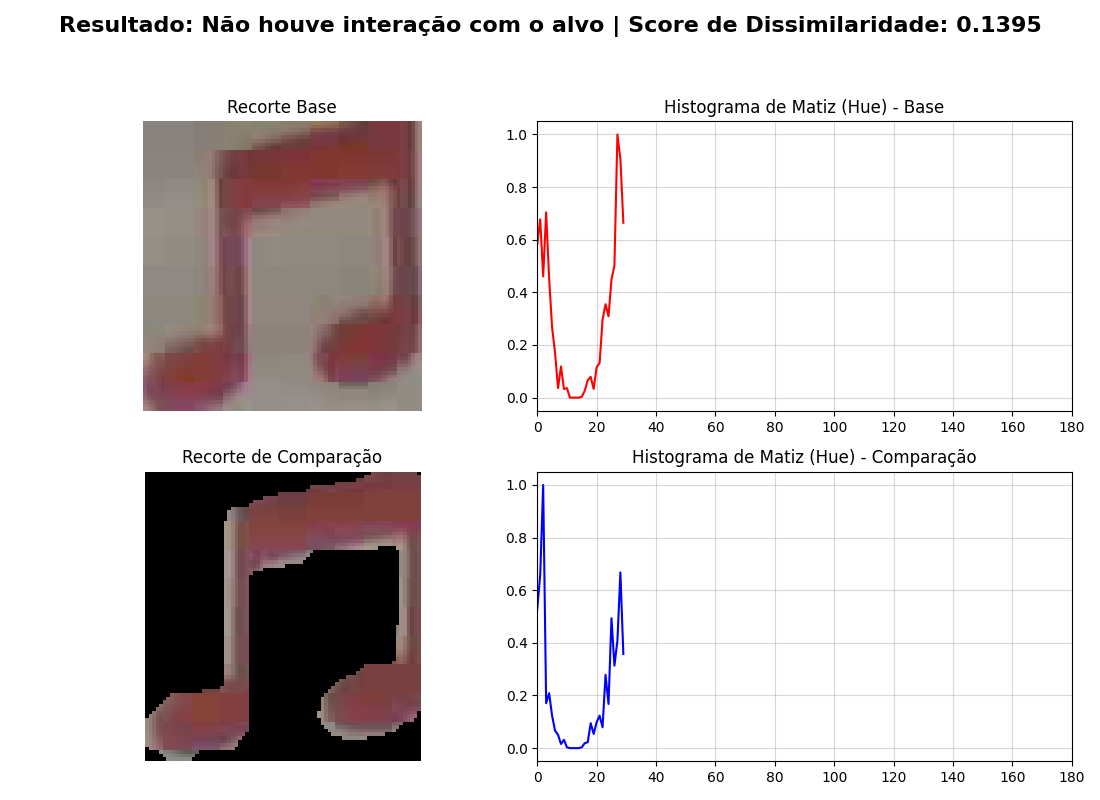 Resultado: Não houve interação com o alvo | Score de Dissimilaridade: 0.1395
Recorte Base
Histograma de Matiz (Hue) - Base
1.0
0.8
0.6
0.4
0.2
0.0
0 20 40 60 80 100 120 140 160 180
Recorte de Comparação
Histograma de Matiz (Hue) - Comparação
1.0
0.8
0.6
0.4
0.2
0.0
0 20 40 60 80 100 120 140 160 180